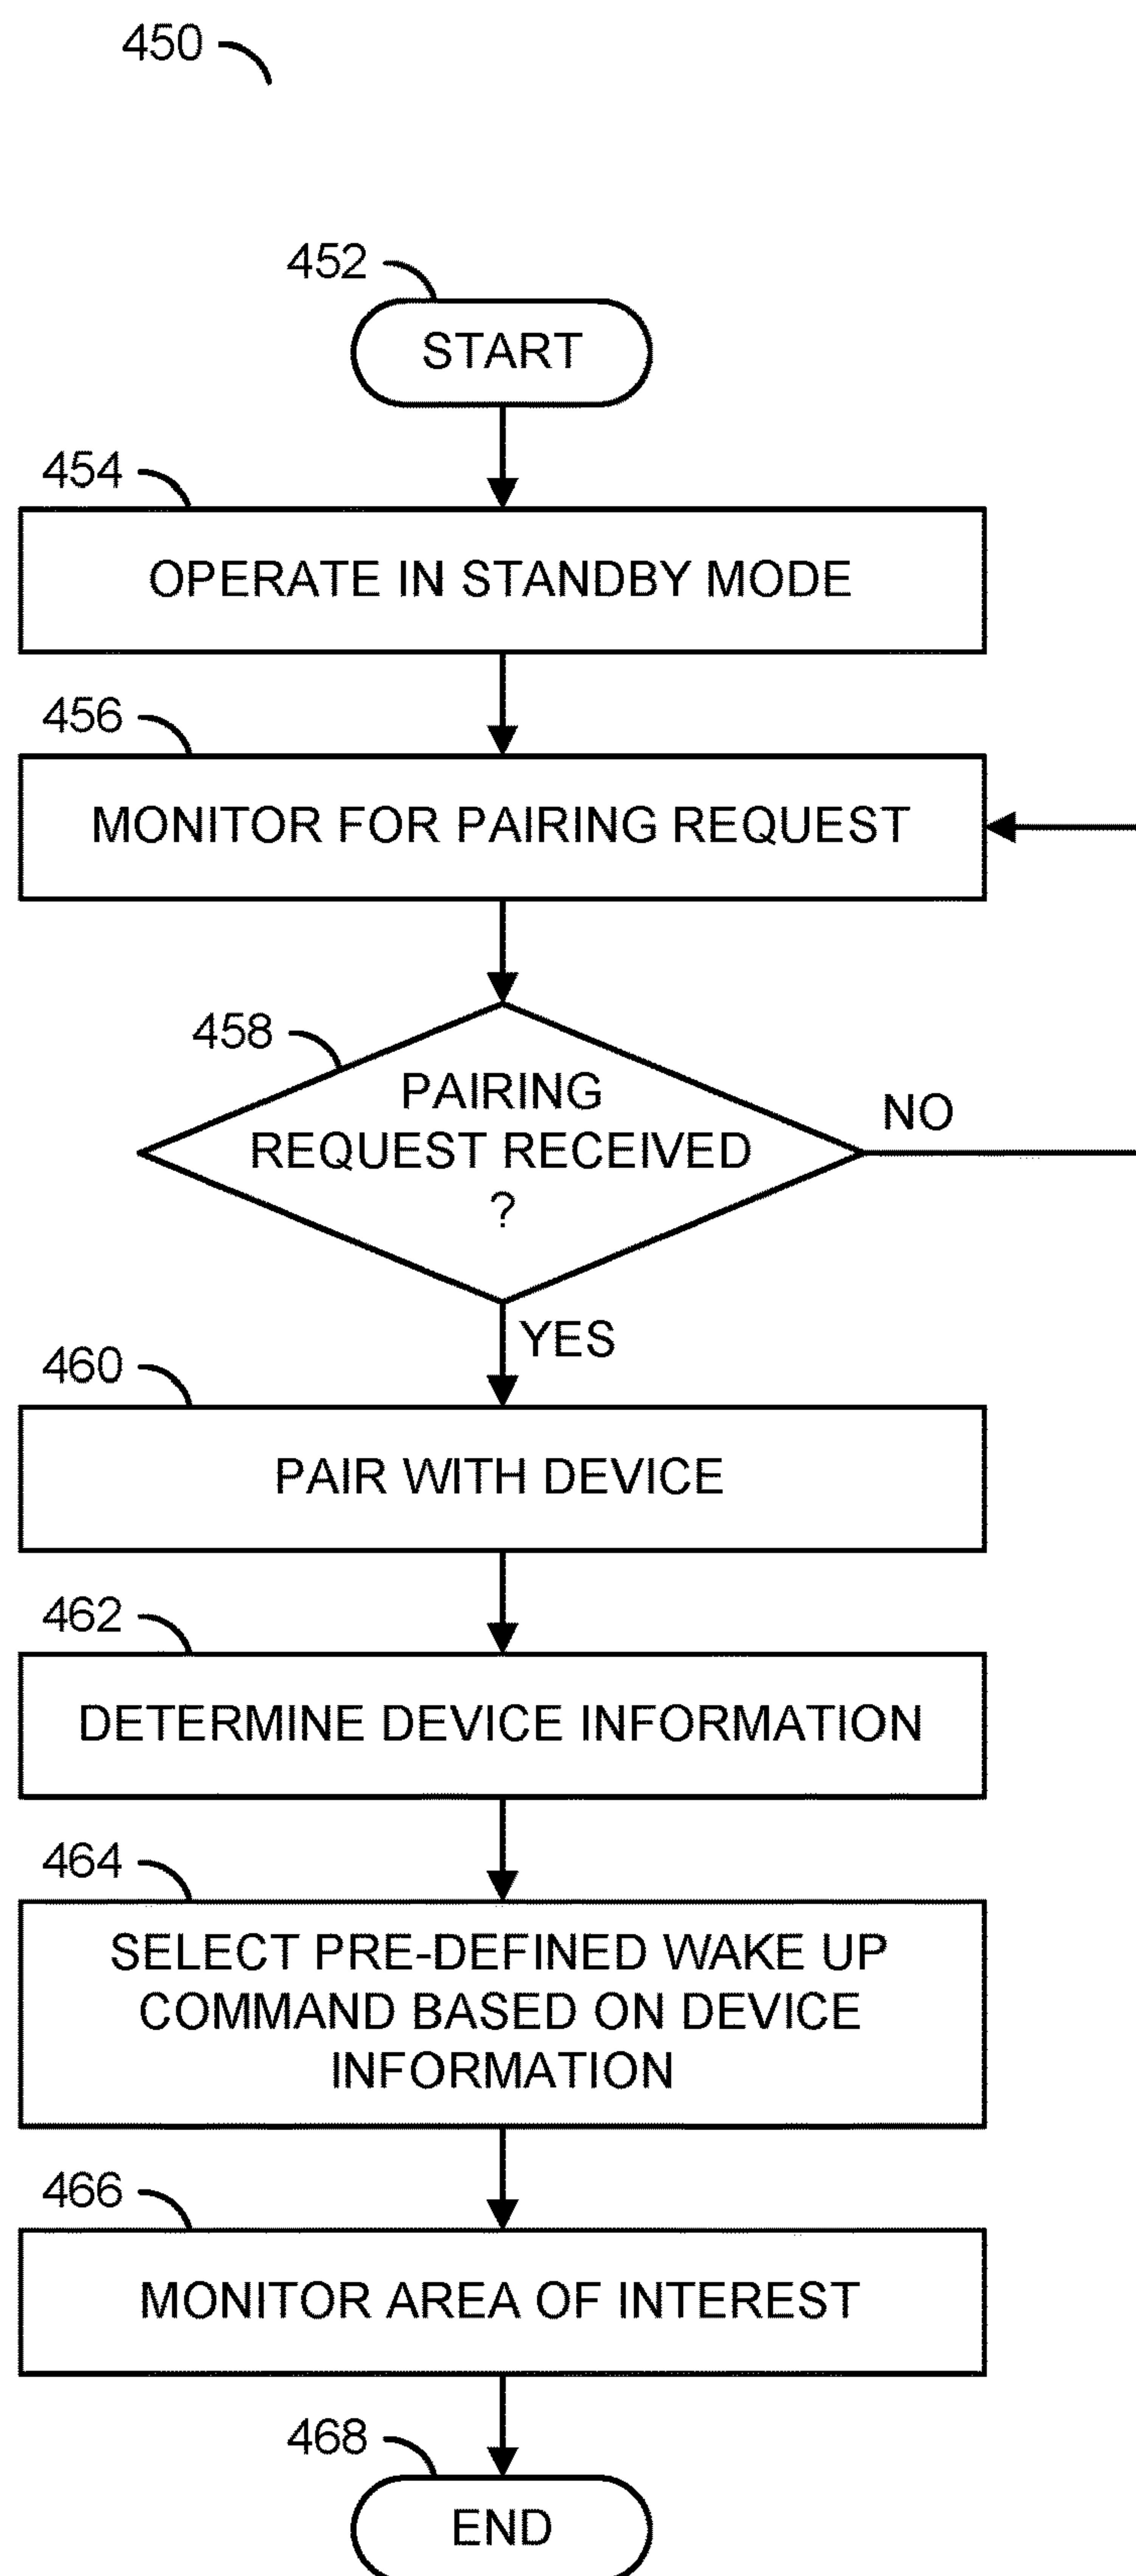 450
452
START
454
OPERATE IN STANDBY MODE
456
MONITOR FOR PAIRING REQUEST
458
PAIRING
REQUEST RECEIVED
?
NO
YES
460
PAIR WITH DEVICE
462
DETERMINE DEVICE INFORMATION
464
SELECT PRE-DEFINED WAKE UP
COMMAND BASED ON DEVICE
INFORMATION
466
MONITOR AREA OF INTEREST
468
END